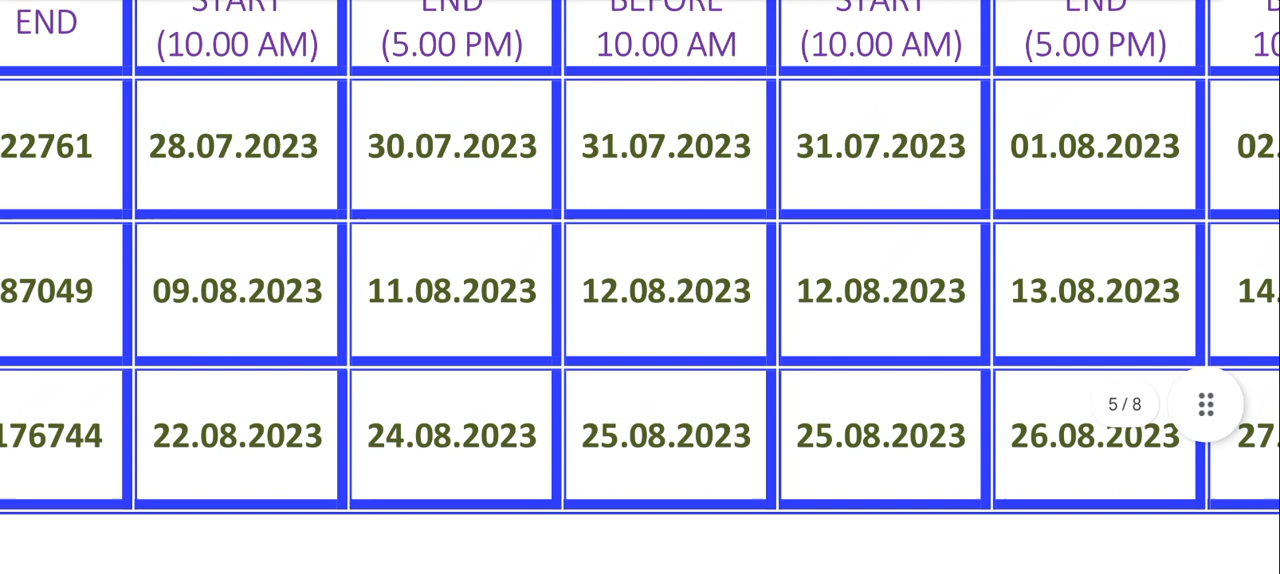 END START END BEFORE START END
(10.00 AM) (5.00 PM) 10.00 AM (10.00 AM) (5.00 PM)
22761 28.07.2023 30.07.2023 31.07.2023 31.07.2023 01.08.2023 02.
87049 09.08.2023 11.08.2023 12.08.2023 12.08.2023 13.08.2023 14.
5 / 8
176744 22.08.2023 24.08.2023 25.08.2023 25.08.2023 26.08.2023 27.